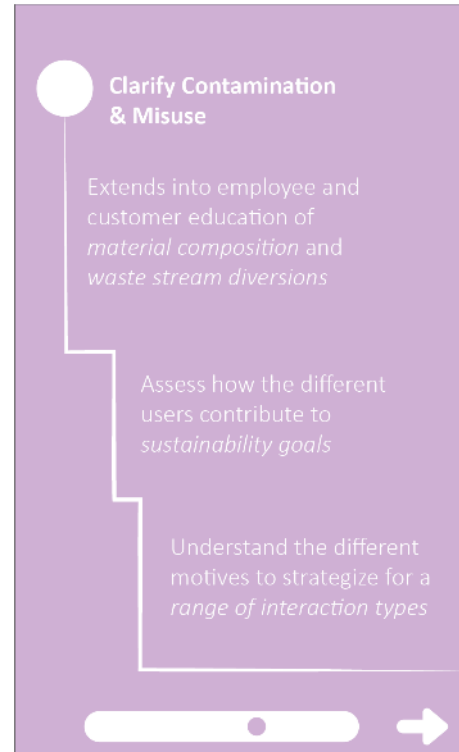 Clarify Contamination
& Misuse
Extends into employee and
customer education of
material composition and
waste stream diversions
Assess how the different
users contribute to
sustainability goals
Understand the different
motives to strategize for a
range of interaction types